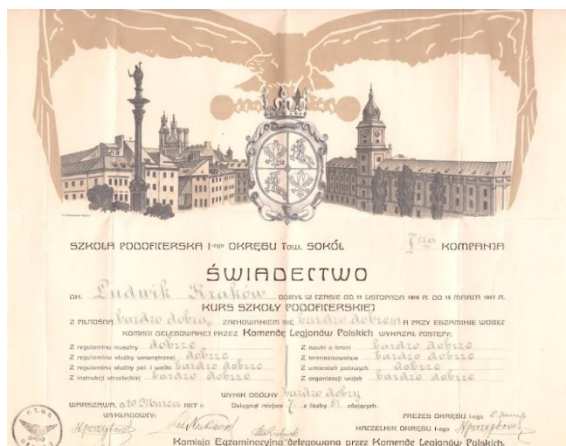 SZKOŁA PODOFICERSKA I-ego OKRĘGU Tow. SOKÓŁ I-sza KOMPANJA
ŚWIADECTWO
DH. Ludwik Kraków ODBYŁ W CZASIE OD 11 LISTOPADA 1916 R. DO 15 MARCA 1917 R.
KURS SZKOŁY PODOFICERSKIEJ
Z PILNOŚCIĄ bardzo dobrą, ZACHOWANIEM SIĘ bardzo dobrem A PRZY EGZAMINIE WOBEC
KOMISJI DELEGOWANEJ PRZEZ Komendę Legjonów Polskich WYKAZAŁ POSTĘPY:
Z regulaminu musztry dobrze Z nauki o broni bardzo dobrze
Z regulaminu służby wewnętrznej dobrze Z terenoznawstwa bardzo dobrze
Z regulaminu służby pol. i walki bardzo dobrze Z umocnień polowych dobrze
Z instrukcji strzeleckiej bardzo dobrze Z organizacji wojsk bardzo dobrze
WYNIK OGÓLNY bardzo dobry
WARSZAWA, d. 20 Marca 1917 r. Osiągnął miejsce 7 z liczby 81 zdających.
WYKŁADOWCY: PREZES OKRĘGU I-ego
NACZELNIK OKRĘGU I-ego
Komisja Egzaminacyjna delegowana przez Komendę Legjonów Polskich.